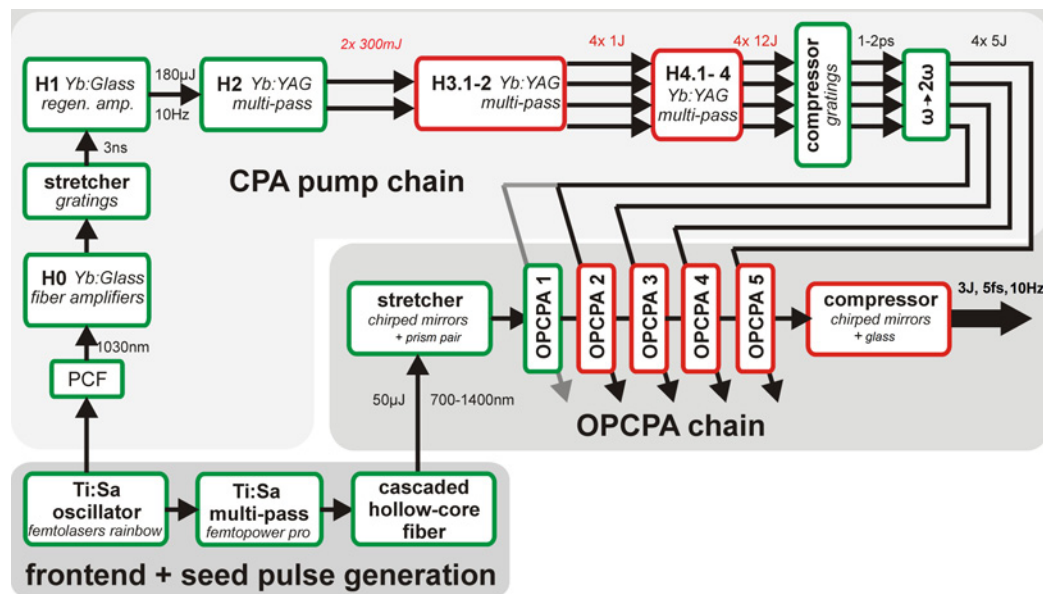 2x 300mJ
4x 1J
4x 12J
1-2ps
4x 5J
H1 Yb:Glass
regen. amp.
180µJ
10Hz
H2 Yb:YAG
multi-pass
H3.1-2 Yb:YAG
multi-pass
H4.1- 4
Yb:YAG
multi-pass
compressor
gratings
ω→2ω
3ns
stretcher
gratings
CPA pump chain
H0 Yb:Glass
fiber amplifiers
1030nm
PCF
stretcher
chirped mirrors
+ prism pair
OPCPA 1
OPCPA 2
OPCPA 3
OPCPA 4
OPCPA 5
compressor
chirped mirrors
+ glass
3J, 5fs, 10Hz
50µJ
700-1400nm
OPCPA chain
Ti:Sa
oscillator
femtolasers rainbow
Ti:Sa
multi-pass
femtopower pro
cascaded
hollow-core
fiber
frontend + seed pulse generation